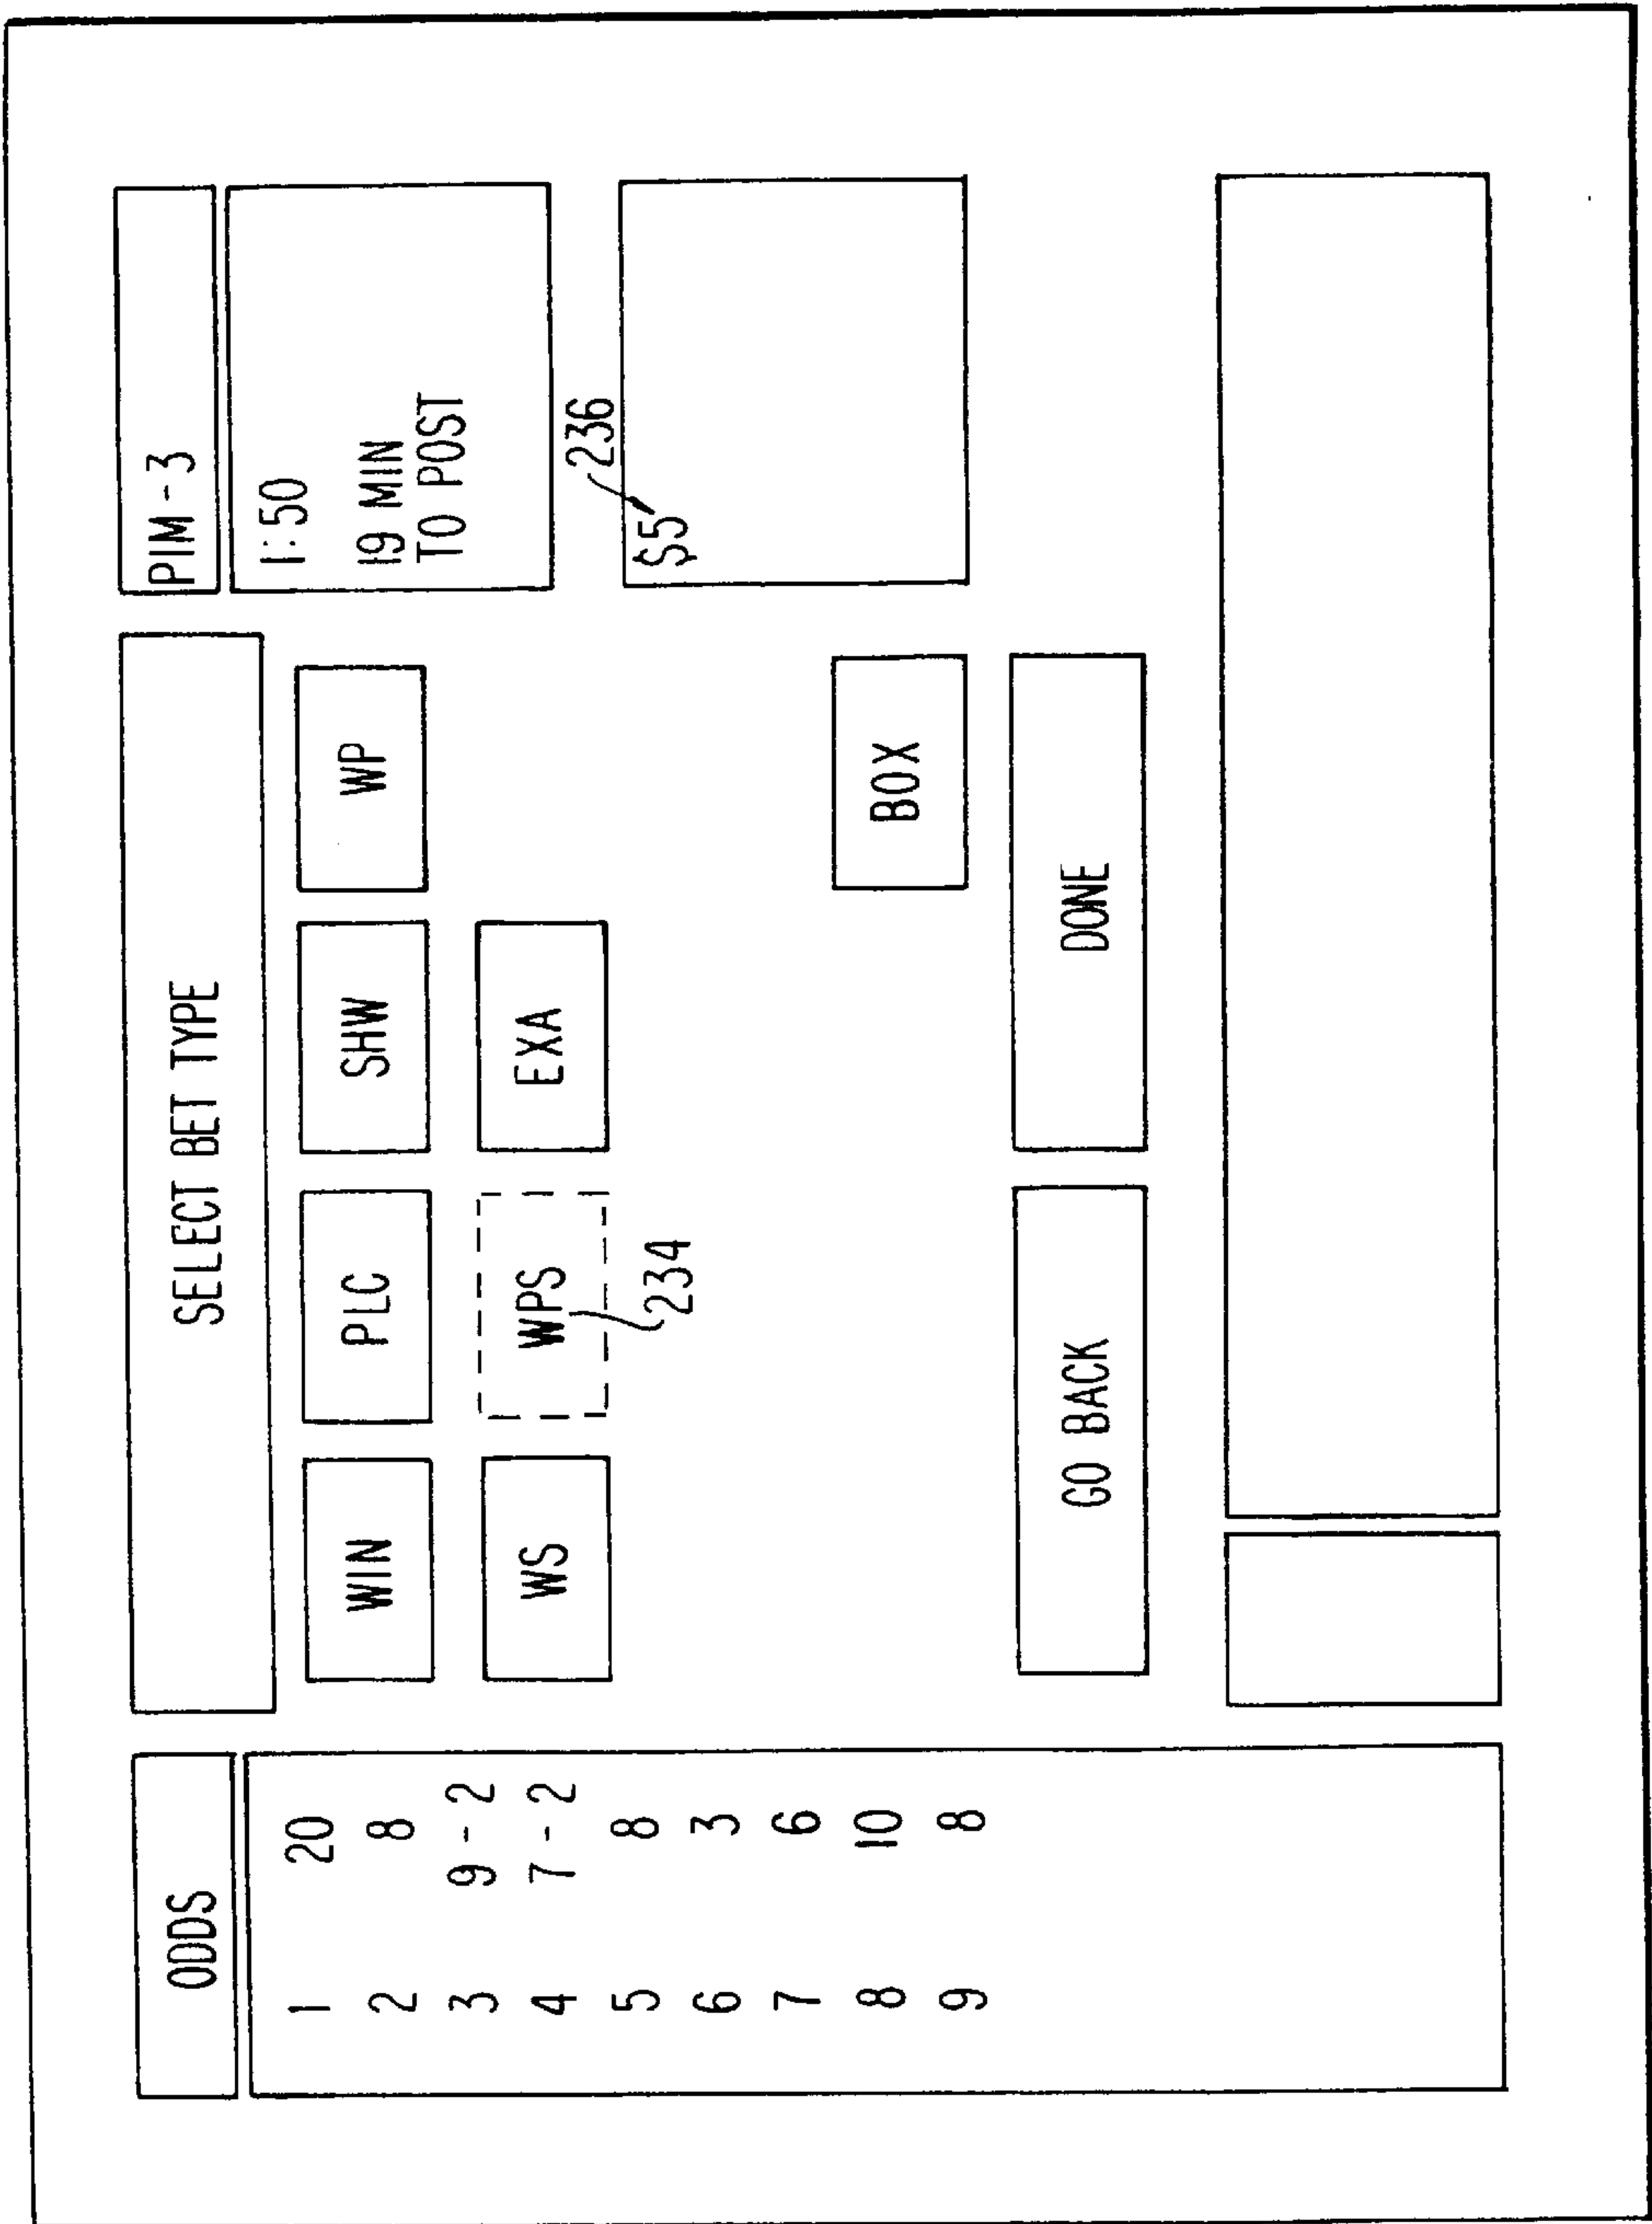 ODDS
1 20
2 8
3 9 - 2
4 7 - 2
5 8
6 3
7 6
8 10
9 8
SELECT BET TYPE
WIN PLC SHW WP
WS WPS EXA
234
BOX
GO BACK DONE
PIM - 3
1:50
19 MIN
TO POST
236
$5